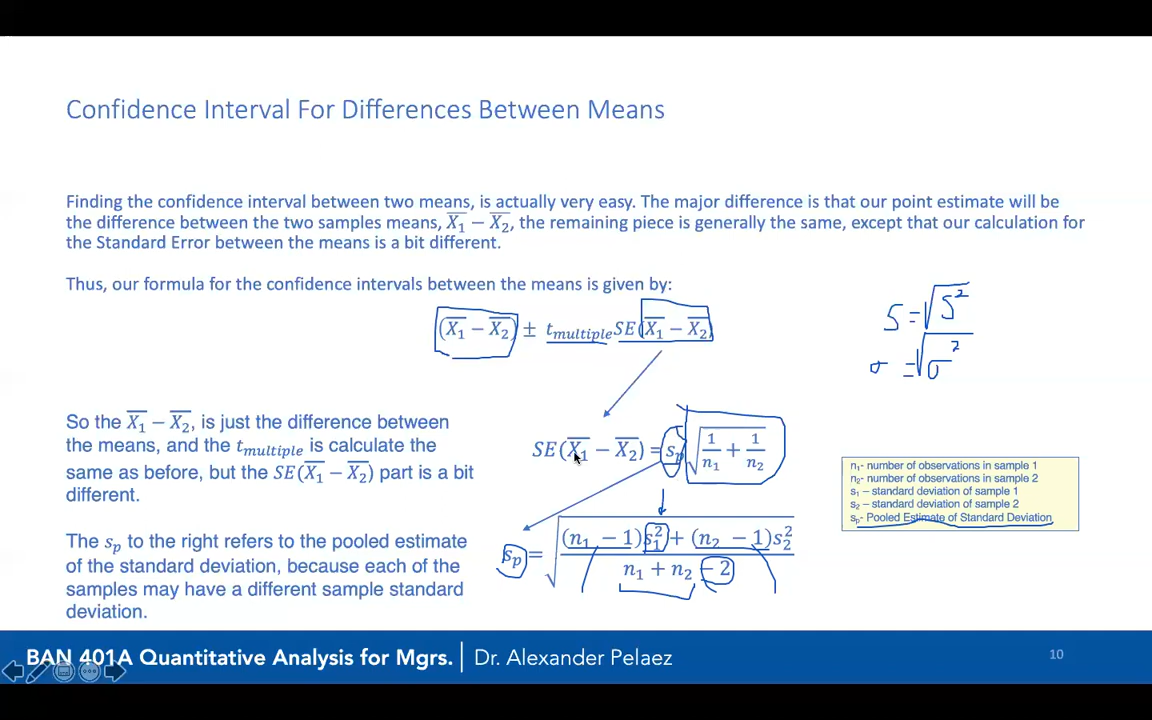 Confidence Interval For Differences Between Means
Finding the confidence interval between two means, is actually very easy. The major difference is that our point estimate will be
the difference between the two samples means, X̅₁ − X̅₂, the remaining piece is generally the same, except that our calculation for
the Standard Error between the means is a bit different.
Thus, our formula for the confidence intervals between the means is given by:
(X̅₁ − X̅₂) ± t_multiple SE(X̅₁ − X̅₂)
S = √S²
σ = √σ²
So the X̅₁ − X̅₂, is just the difference between
the means, and the t_multiple is calculate the
same as before, but the SE(X̅₁ − X̅₂) part is a bit
different.
SE(X̅₁ − X̅₂) = s_p √(1/n₁ + 1/n₂)
n₁- number of observations in sample 1
n₂- number of observations in sample 2
s₁ – standard deviation of sample 1
s₂ – standard deviation of sample 2
s_p- Pooled Estimate of Standard Deviation
The s_p to the right refers to the pooled estimate
of the standard deviation, because each of the
samples may have a different sample standard
deviation.
s_p = √(((n₁ − 1)s₁² + (n₂ − 1)s₂²)/(n₁ + n₂ − 2))
BAN 401A Quantitative Analysis for Mgrs. | Dr. Alexander Pelaez
10